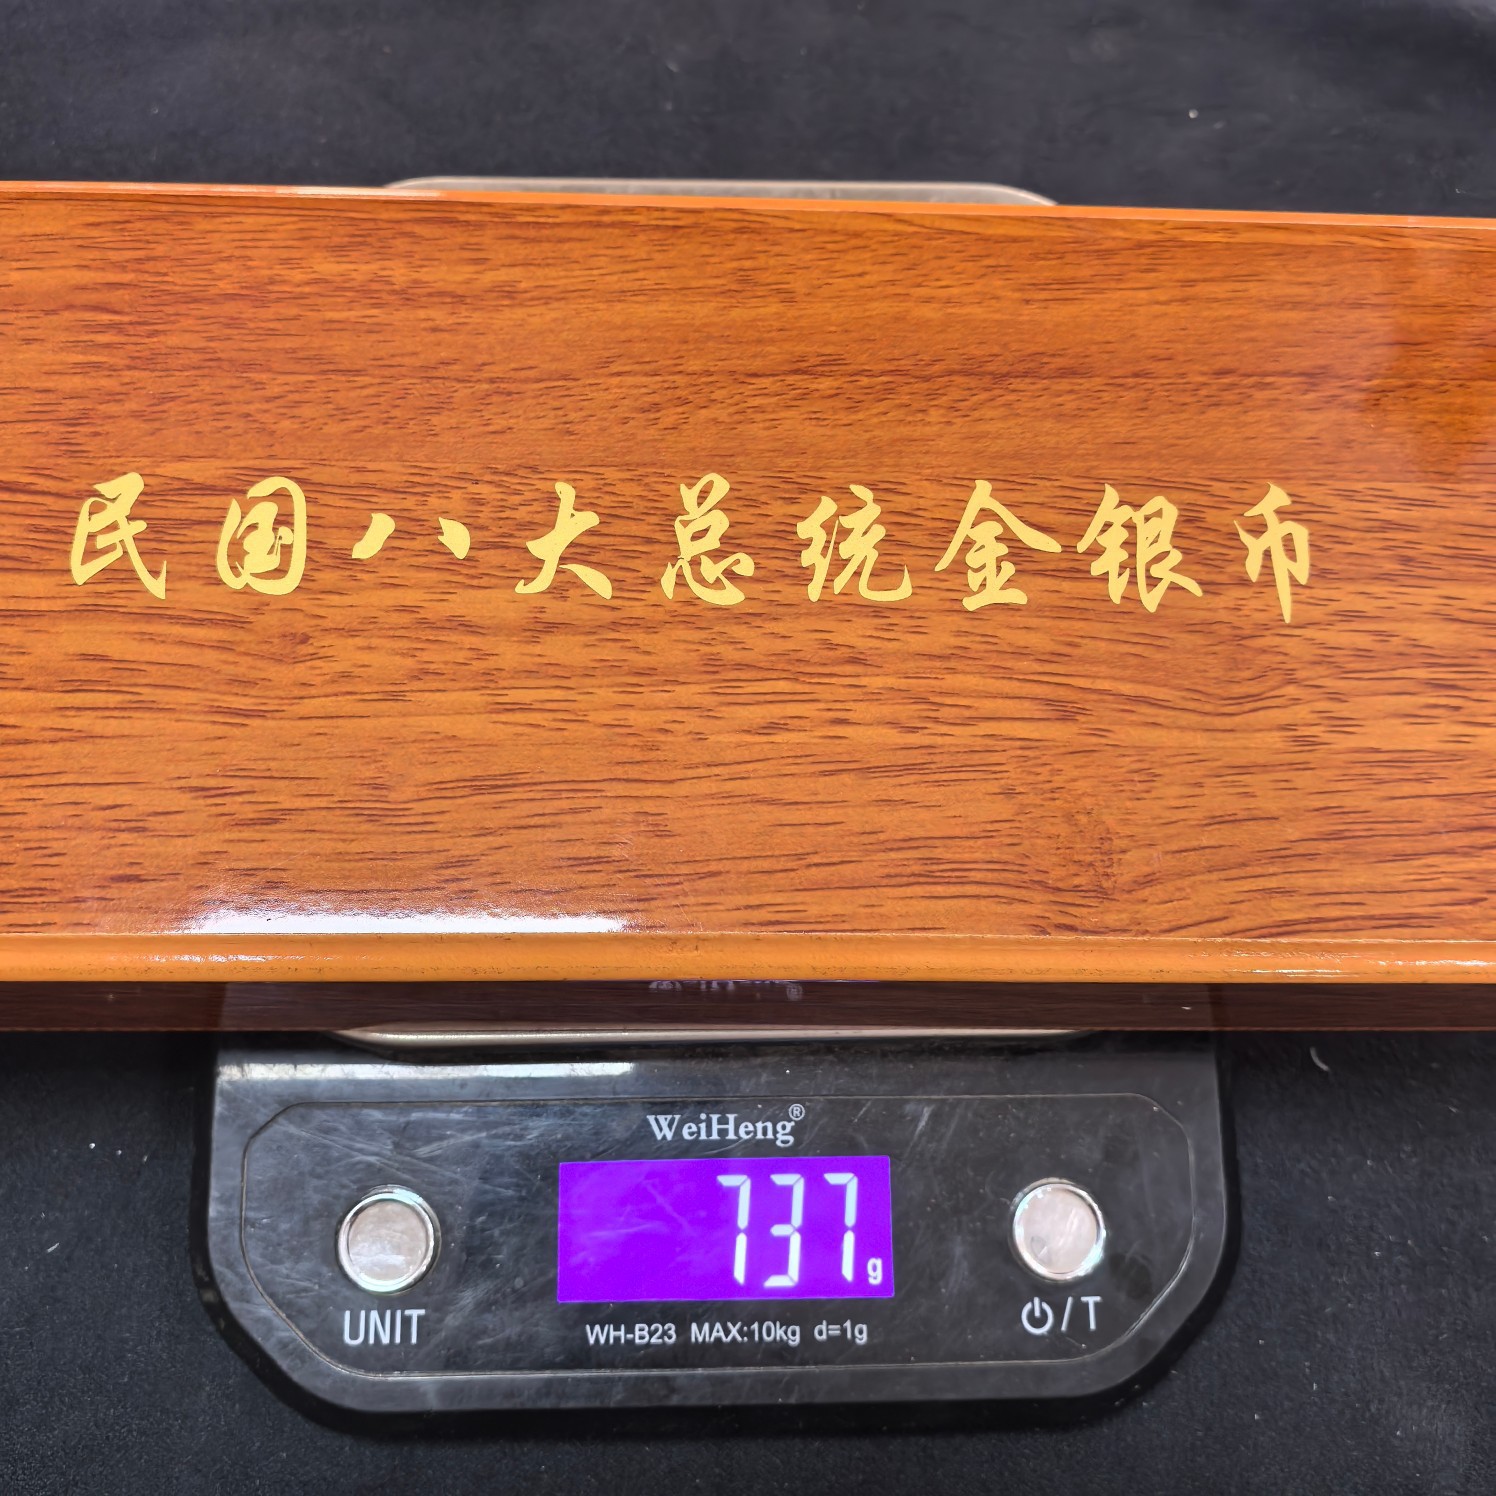 民国八大总统金银币
WeiHeng®
737g
UNIT
WH-B23 MAX:10kg d=1g
⏻/T